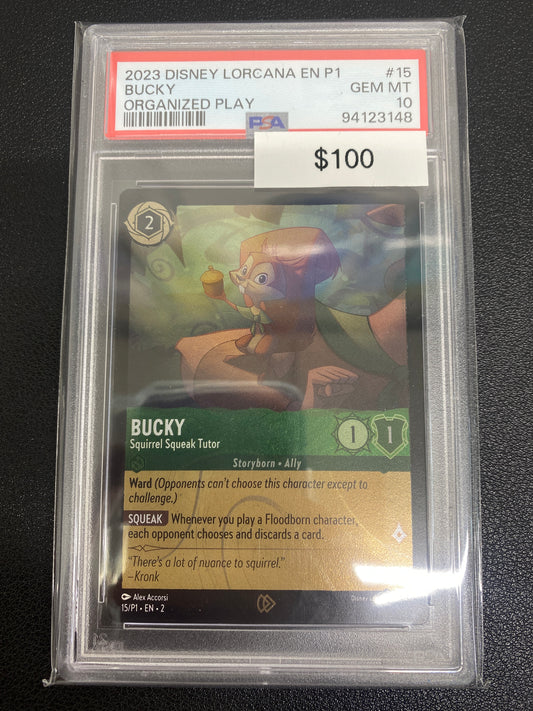 2023 DISNEY LORCANA EN P1 #15
BUCKY GEM MT
ORGANIZED PLAY 10
PSA 94123148
$100
2
BUCKY
Squirrel Squeak Tutor
1 1
Storyborn • Ally
Ward (Opponents can't choose this character except to
challenge.)
SQUEAK Whenever you play a Floodborn character,
each opponent chooses and discards a card.
"There's a lot of nuance to squirrel."
–Kronk
Alex Accorsi
15/P1 • EN • 2
Disney